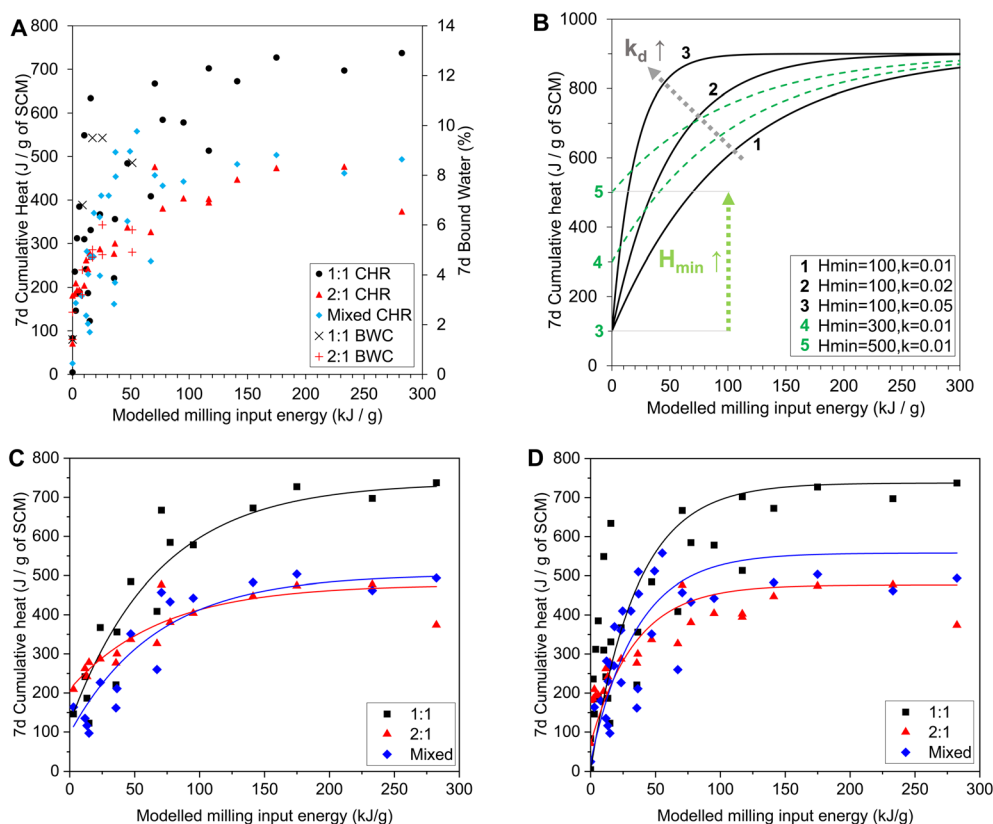 A
800
700
600
500
400
300
200
100
0
7d Cumulative Heat (J / g of SCM)
14
12
10
8
6
4
2
0
7d Bound Water (%)
1:1 CHR
2:1 CHR
Mixed CHR
1:1 BWC
2:1 BWC
0 50 100 150 200 250 300
Modelled milling input energy (kJ / g)
B
1000
900
800
700
600
5
4
3
200
100
0
7d Cumulative heat (J / g of SCM)
k_d ↑
3
2
1
H_min ↑
1 Hmin=100,k=0.01
2 Hmin=100,k=0.02
3 Hmin=100,k=0.05
4 Hmin=300,k=0.01
5 Hmin=500,k=0.01
0 50 100 150 200 250 300
Modelled milling input energy (kJ / g)
C
800
700
600
500
400
300
200
100
0
7d Cumulative heat (J / g of SCM)
1:1
2:1
Mixed
0 50 100 150 200 250 300
Modelled milling input energy (kJ/g)
D
800
700
600
500
400
300
200
100
0
7d Cumulative heat (J / g of SCM)
1:1
2:1
Mixed
0 50 100 150 200 250 300
Modelled milling input energy (kJ/g)